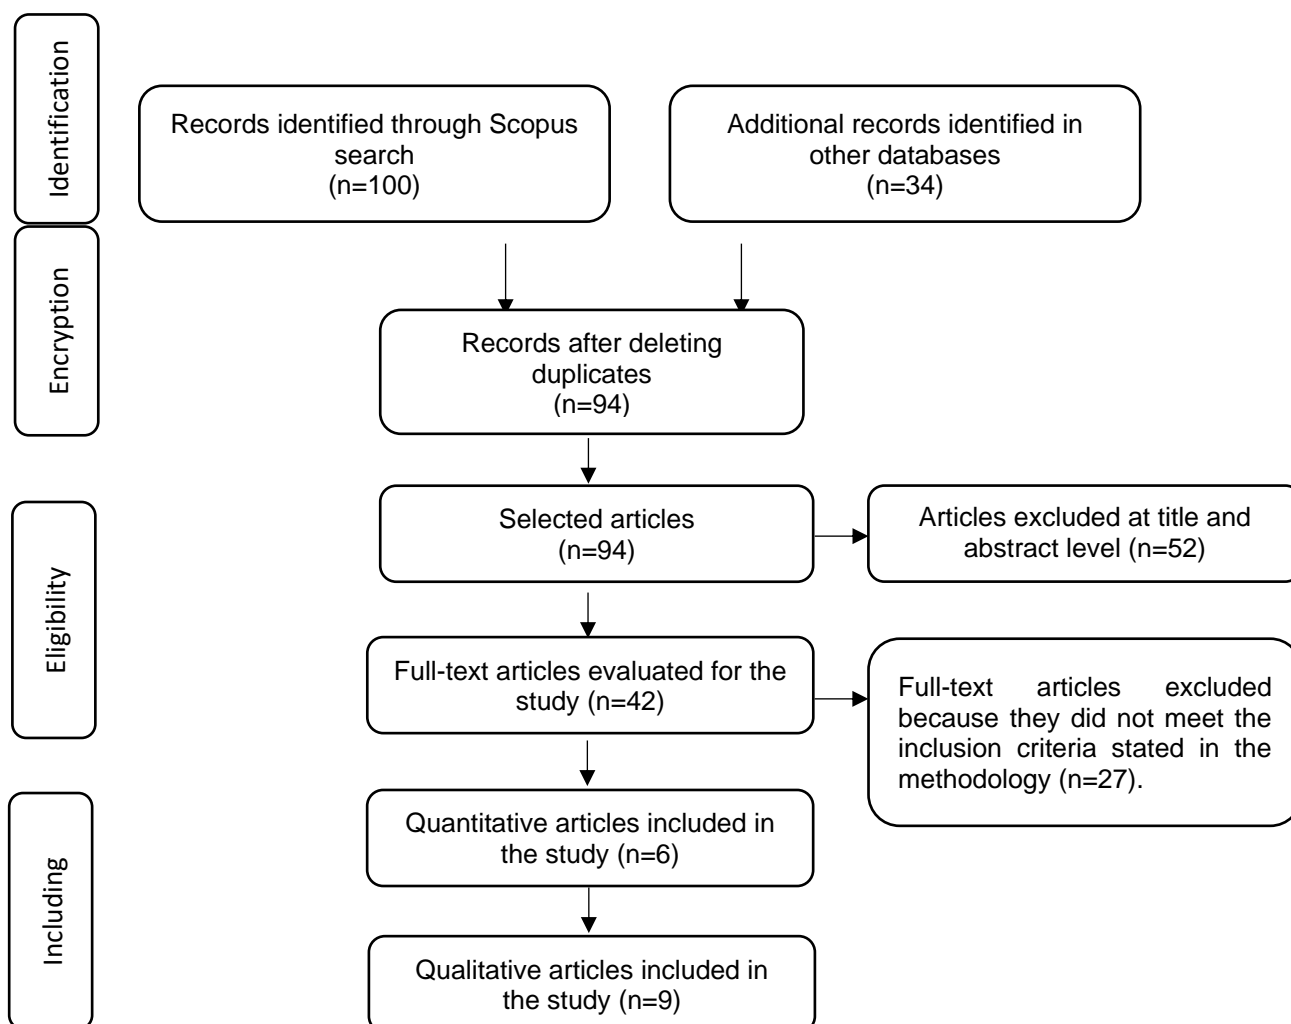 Identification
Records identified through Scopus
search
(n=100)
Additional records identified in
other databases
(n=34)
Encryption
Records after deleting
duplicates
(n=94)
Eligibility
Selected articles
(n=94)
Articles excluded at title and
abstract level (n=52)
Full-text articles evaluated for the
study (n=42)
Full-text articles excluded
because they did not meet the
inclusion criteria stated in the
methodology (n=27).
Including
Quantitative articles included in
the study (n=6)
Qualitative articles included in
the study (n=9)